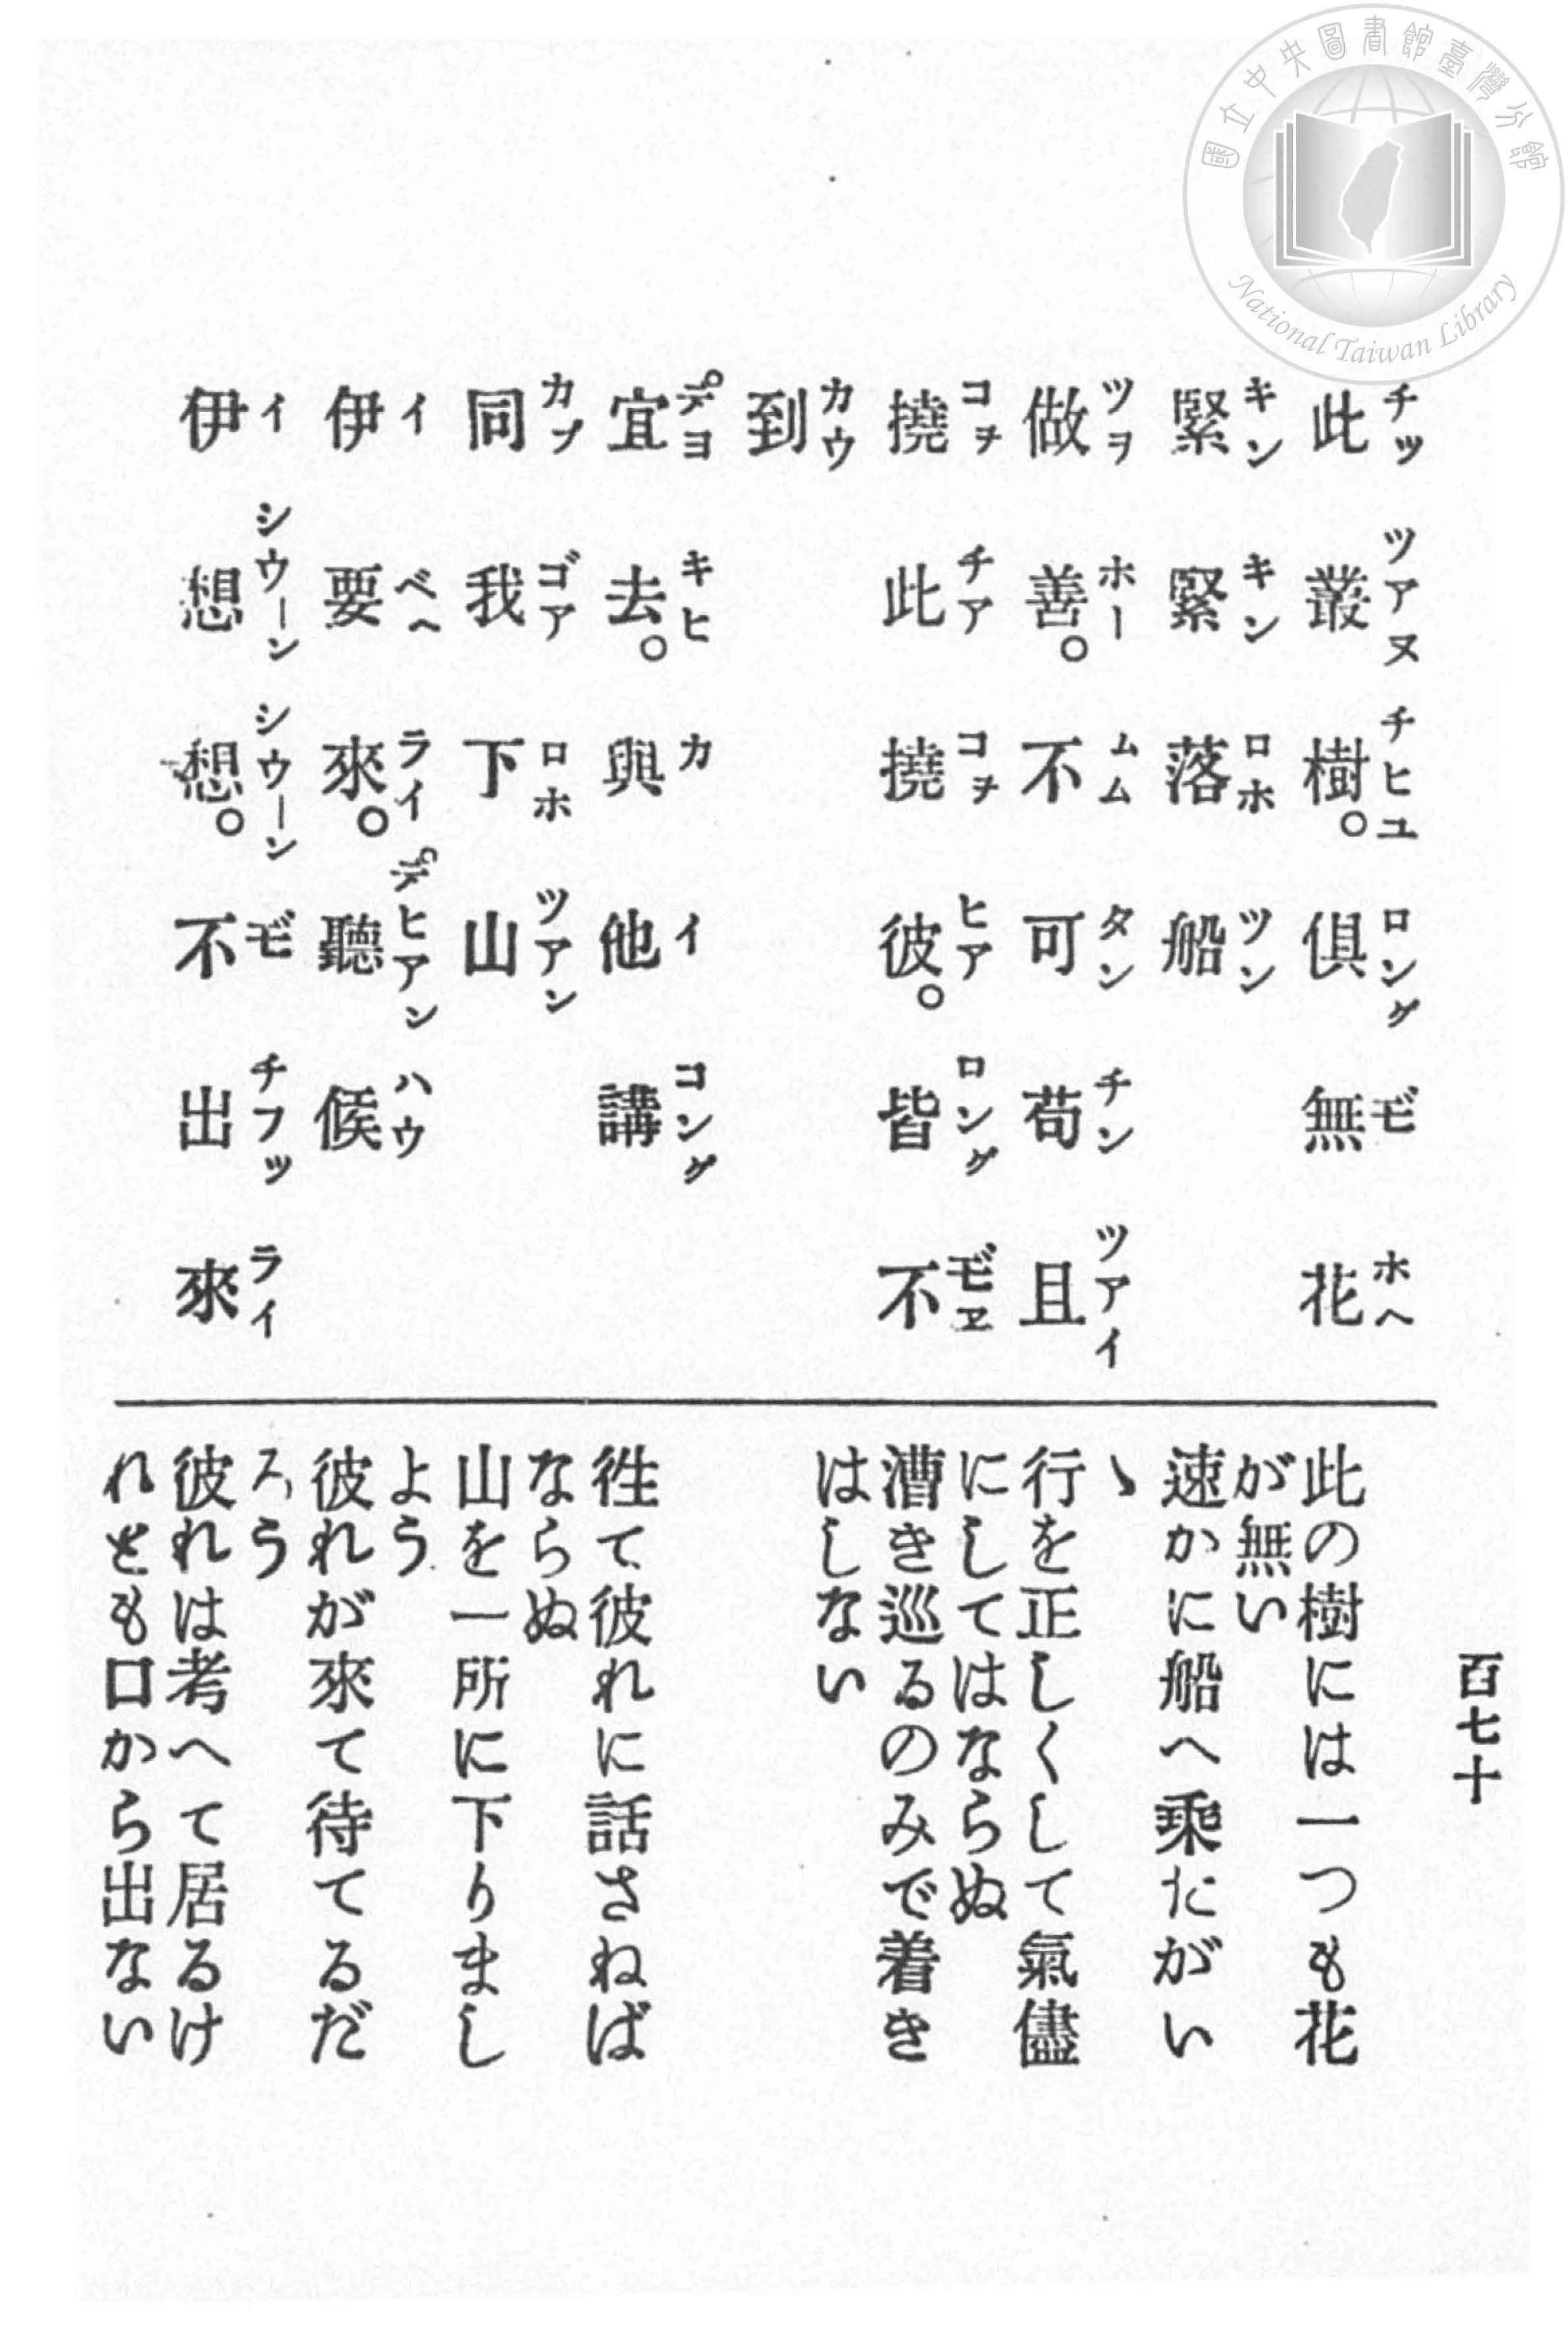 國立中央圖書館臺灣分館
National Taiwan Library
百七十
チッ ツアヌ チヒユ ロング モ ホヘ
此 叢 樹。 俱 無 花
キン キン ロホ ツン
緊 緊 落 船
ツヲ ホー ムム タン チン ツアイ
做 善。 不 可 苟 且
コヲ チア コヲ ヒア ロング モヹ
撓 此 撓 彼。 皆 不
カウ
到
デヨ キヒ カ イ コング
宜 去。 與 他 講
カプ ゴア ロホ ツアン
同 我 下 山
イ ベヘ ライ デヒアン ハウ
伊 要 來。 聽 候
イ シウーン シウーン モ チフッ ライ
伊 想 想。 不 出 來
此の樹には一つも花
が無い
速かに船へ乘たがい
ゝ
行を正しくして氣儘
にしてはならぬ
漕き巡るのみで着き
はしない
徃て彼れに話さねば
ならぬ
山を一所に下りまし
よう
彼れが來て待てるだ
ろう
彼れは考へて居るけ
れとも口から出ない